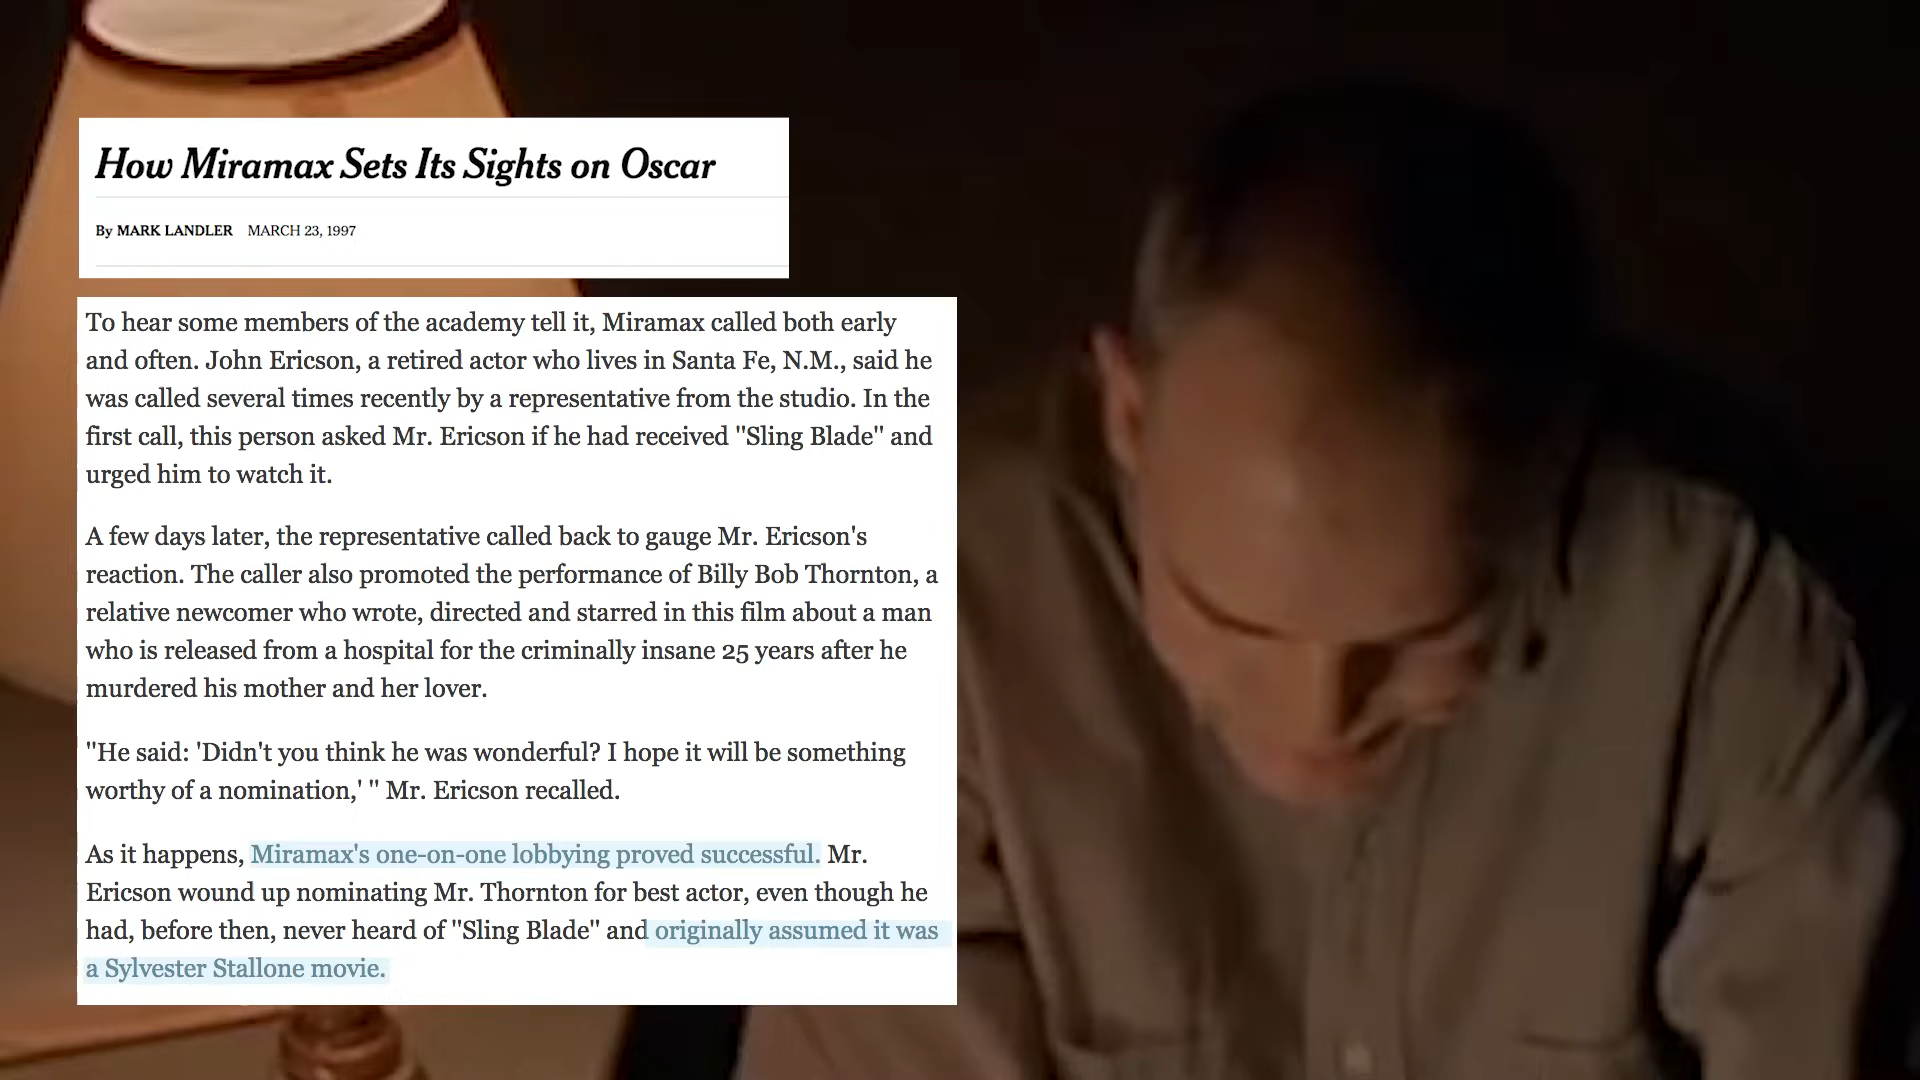 How Miramax Sets Its Sights on Oscar
By MARK LANDLER MARCH 23, 1997
To hear some members of the academy tell it, Miramax called both early
and often. John Ericson, a retired actor who lives in Santa Fe, N.M., said he
was called several times recently by a representative from the studio. In the
first call, this person asked Mr. Ericson if he had received "Sling Blade" and
urged him to watch it.
A few days later, the representative called back to gauge Mr. Ericson's
reaction. The caller also promoted the performance of Billy Bob Thornton, a
relative newcomer who wrote, directed and starred in this film about a man
who is released from a hospital for the criminally insane 25 years after he
murdered his mother and her lover.
"He said: 'Didn't you think he was wonderful? I hope it will be something
worthy of a nomination,' " Mr. Ericson recalled.
As it happens, Miramax's one-on-one lobbying proved successful. Mr.
Ericson wound up nominating Mr. Thornton for best actor, even though he
had, before then, never heard of "Sling Blade" and originally assumed it was
a Sylvester Stallone movie.